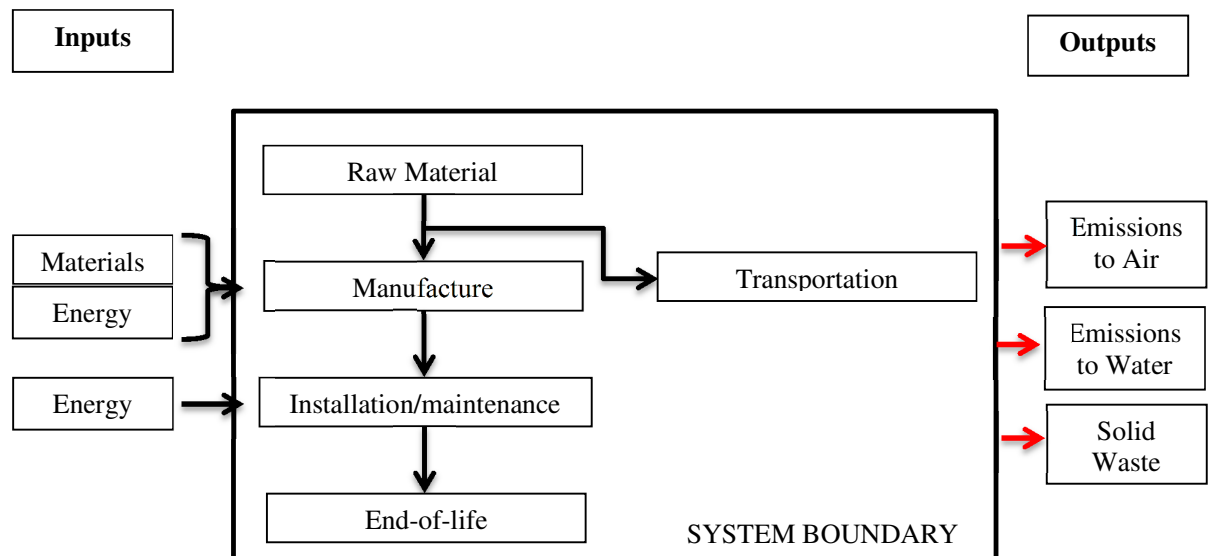 Inputs
Outputs
Raw Material
Materials
Energy
Manufacture
Transportation
Emissions
to Air
Emissions
to Water
Energy
Installation/maintenance
Solid
Waste
End-of-life
SYSTEM BOUNDARY